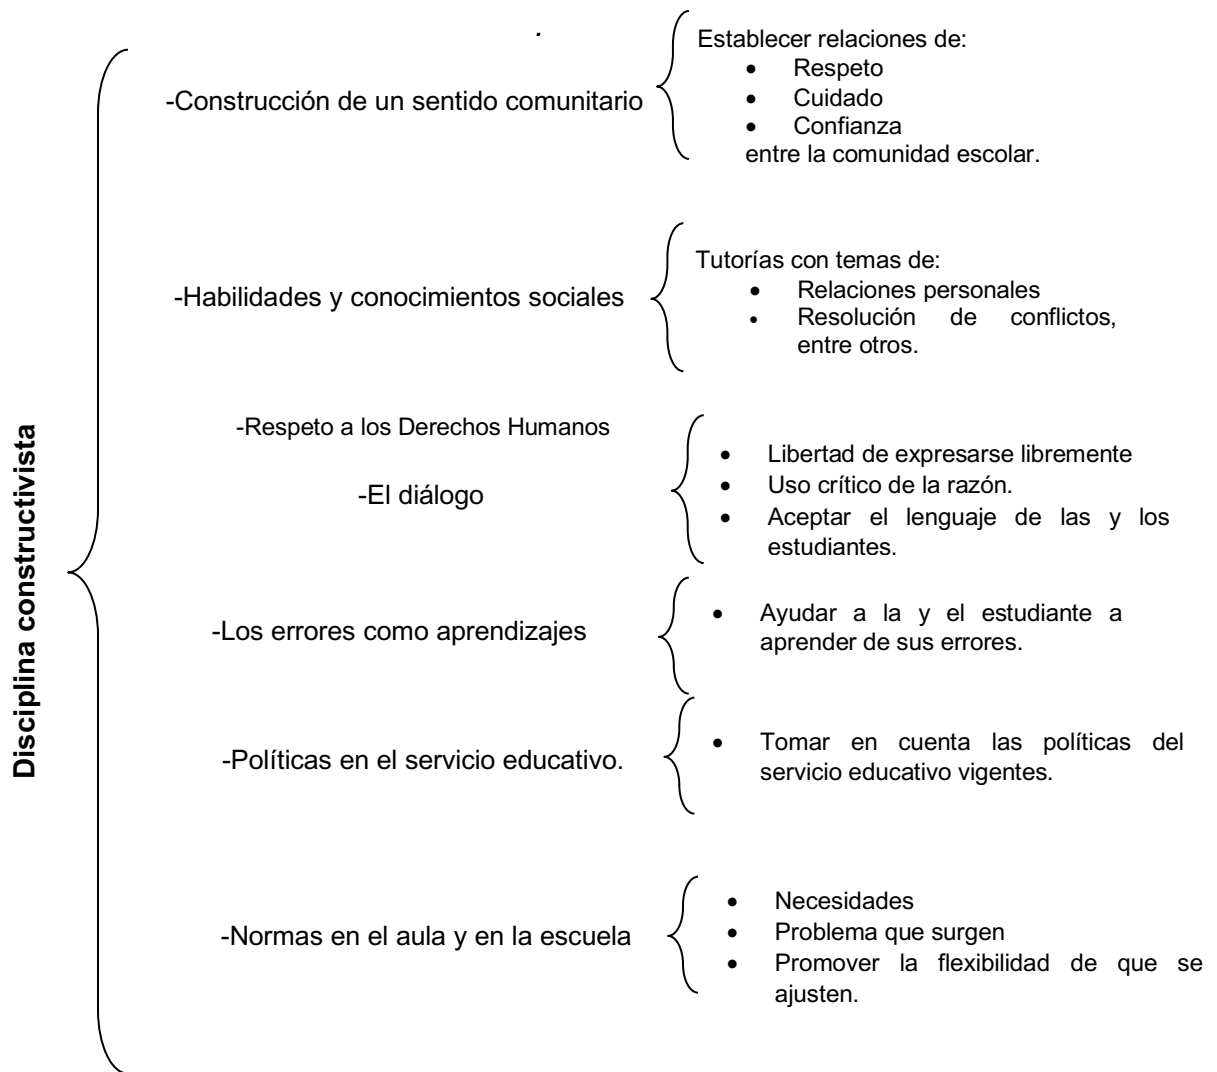 .
Disciplina constructivista
-Construcción de un sentido comunitario
Establecer relaciones de:
• Respeto
• Cuidado
• Confianza
entre la comunidad escolar.
-Habilidades y conocimientos sociales
Tutorías con temas de:
• Relaciones personales
• Resolución de conflictos,
entre otros.
-Respeto a los Derechos Humanos
-El diálogo
• Libertad de expresarse libremente
• Uso crítico de la razón.
• Aceptar el lenguaje de las y los
estudiantes.
-Los errores como aprendizajes
• Ayudar a la y el estudiante a
aprender de sus errores.
-Políticas en el servicio educativo.
• Tomar en cuenta las políticas del
servicio educativo vigentes.
-Normas en el aula y en la escuela
• Necesidades
• Problema que surgen
• Promover la flexibilidad de que se
ajusten.